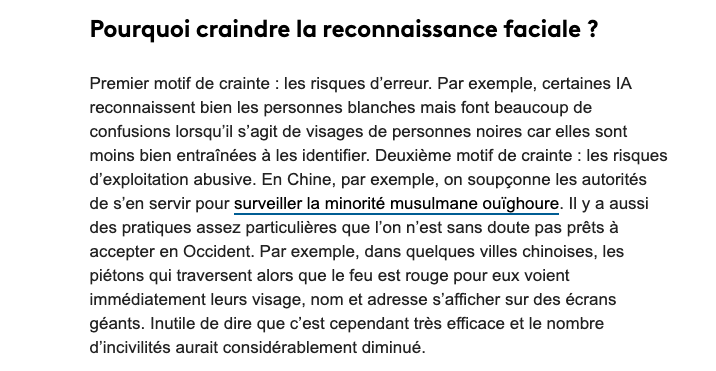 Pourquoi craindre la reconnaissance faciale ?
Premier motif de crainte : les risques d’erreur. Par exemple, certaines IA
reconnaissent bien les personnes blanches mais font beaucoup de
confusions lorsqu’il s’agit de visages de personnes noires car elles sont
moins bien entraînées à les identifier. Deuxième motif de crainte : les risques
d’exploitation abusive. En Chine, par exemple, on soupçonne les autorités
de s’en servir pour surveiller la minorité musulmane ouïghoure. Il y a aussi
des pratiques assez particulières que l’on n’est sans doute pas prêts à
accepter en Occident. Par exemple, dans quelques villes chinoises, les
piétons qui traversent alors que le feu est rouge pour eux voient
immédiatement leurs visage, nom et adresse s’afficher sur des écrans
géants. Inutile de dire que c’est cependant très efficace et le nombre
d’incivilités aurait considérablement diminué.